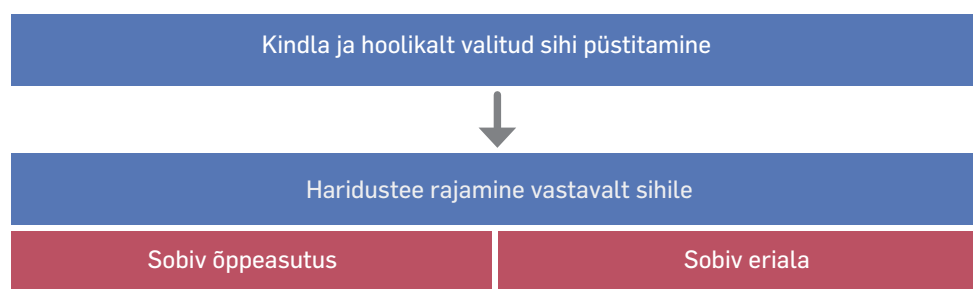 Kindla ja hoolikalt valitud sihi püstitamine
Haridustee rajamine vastavalt sihile
Sobiv õppeasutus
Sobiv eriala